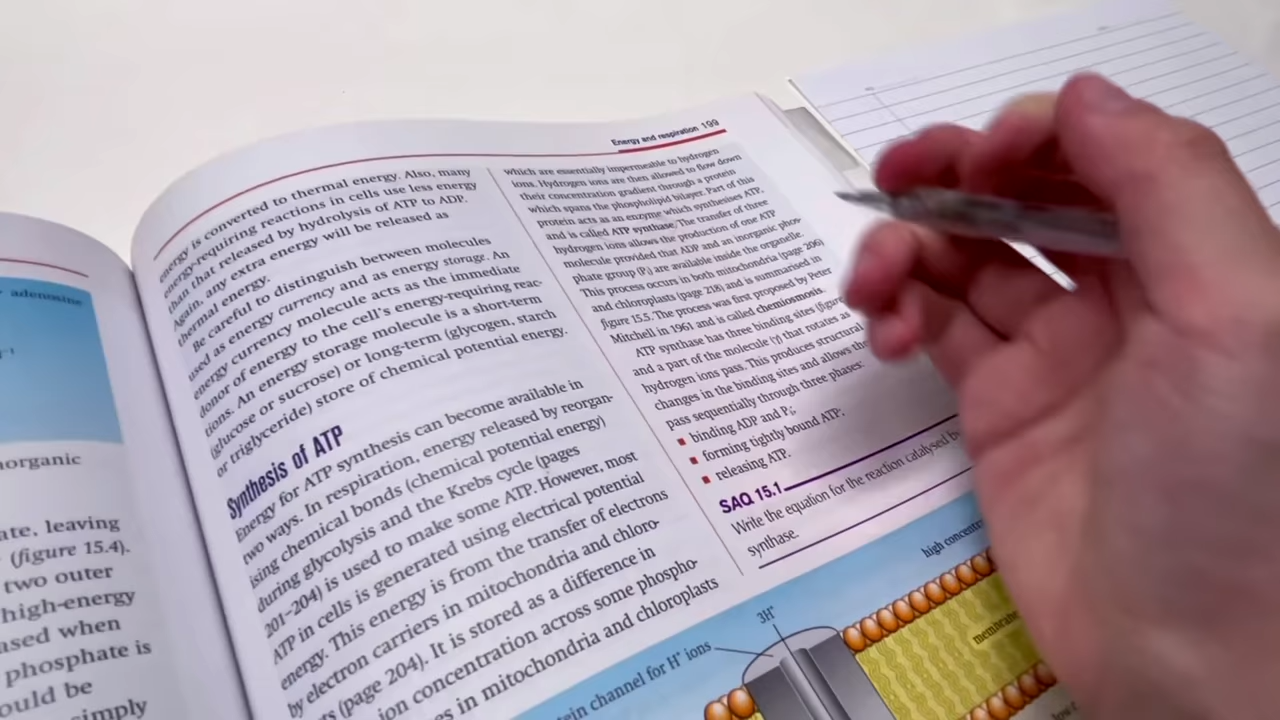 adenosine
norganic
ate, leaving
(figure 15.4).
two outer
high-energy
ased when
phosphate is
ould be
simply
Energy and respiration 199
energy is converted to thermal energy. Also, many
energy-requiring reactions in cells use less energy
than that released by hydrolysis of ATP to ADP.
Again, any extra energy will be released as
thermal energy.
Be careful to distinguish between molecules
used as energy currency and as energy storage. An
energy currency molecule acts as the immediate
donor of energy to the cell's energy-requiring reac-
tions. An energy storage molecule is a short-term
(glucose or sucrose) or long-term (glycogen, starch
or triglyceride) store of chemical potential energy.
Synthesis of ATP
Energy for ATP synthesis can become available in
two ways. In respiration, energy released by reorgan-
ising chemical bonds (chemical potential energy)
during glycolysis and the Krebs cycle (pages
201–204) is used to make some ATP. However, most
ATP in cells is generated using electrical potential
energy. This energy is from the transfer of electrons
by electron carriers in mitochondria and chloro-
ts (page 204). It is stored as a difference in
ion concentration across some phospho-
es in mitochondria and chloroplasts
which are essentially impermeable to hydrogen
ions. Hydrogen ions are then allowed to flow down
their concentration gradient through a protein
which spans the phospholipid bilayer. Part of this
protein acts as an enzyme which synthesises ATP,
and is called ATP synthase. The transfer of three
hydrogen ions allows the production of one ATP
molecule provided that ADP and an inorganic phos-
phate group (Pi) are available inside the organelle.
This process occurs in both mitochondria (page 206)
and chloroplasts (page 218) and is summarised in
figure 15.5. The process was first proposed by Peter
Mitchell in 1961 and is called chemiosmosis.
ATP synthase has three binding sites (figure
and a part of the molecule (γ) that rotates as
hydrogen ions pass. This produces structural
changes in the binding sites and allows the
pass sequentially through three phases:
■ binding ADP and Pi;
■ forming tightly bound ATP;
■ releasing ATP.
SAQ 15.1
Write the equation for the reaction catalysed by
synthase.
high concentr
3H⁺
tein channel for H⁺ ions
membrane
low